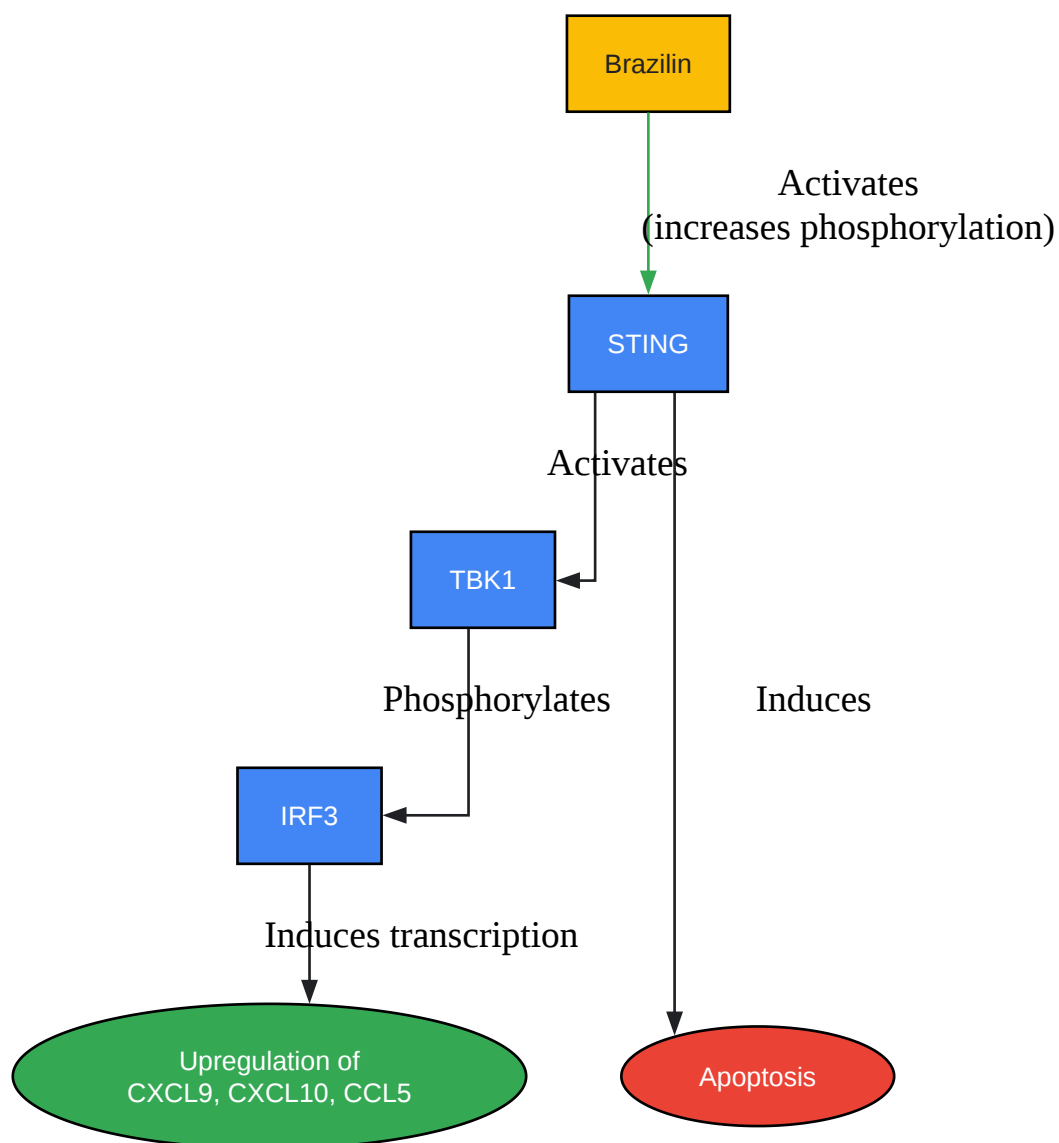 Brazilin
Activates
(increases phosphorylation)
STING
Activates
TBK1
Phosphorylates
Induces
IRF3
Induces transcription
Upregulation of
CXCL9, CXCL10, CCL5
Apoptosis